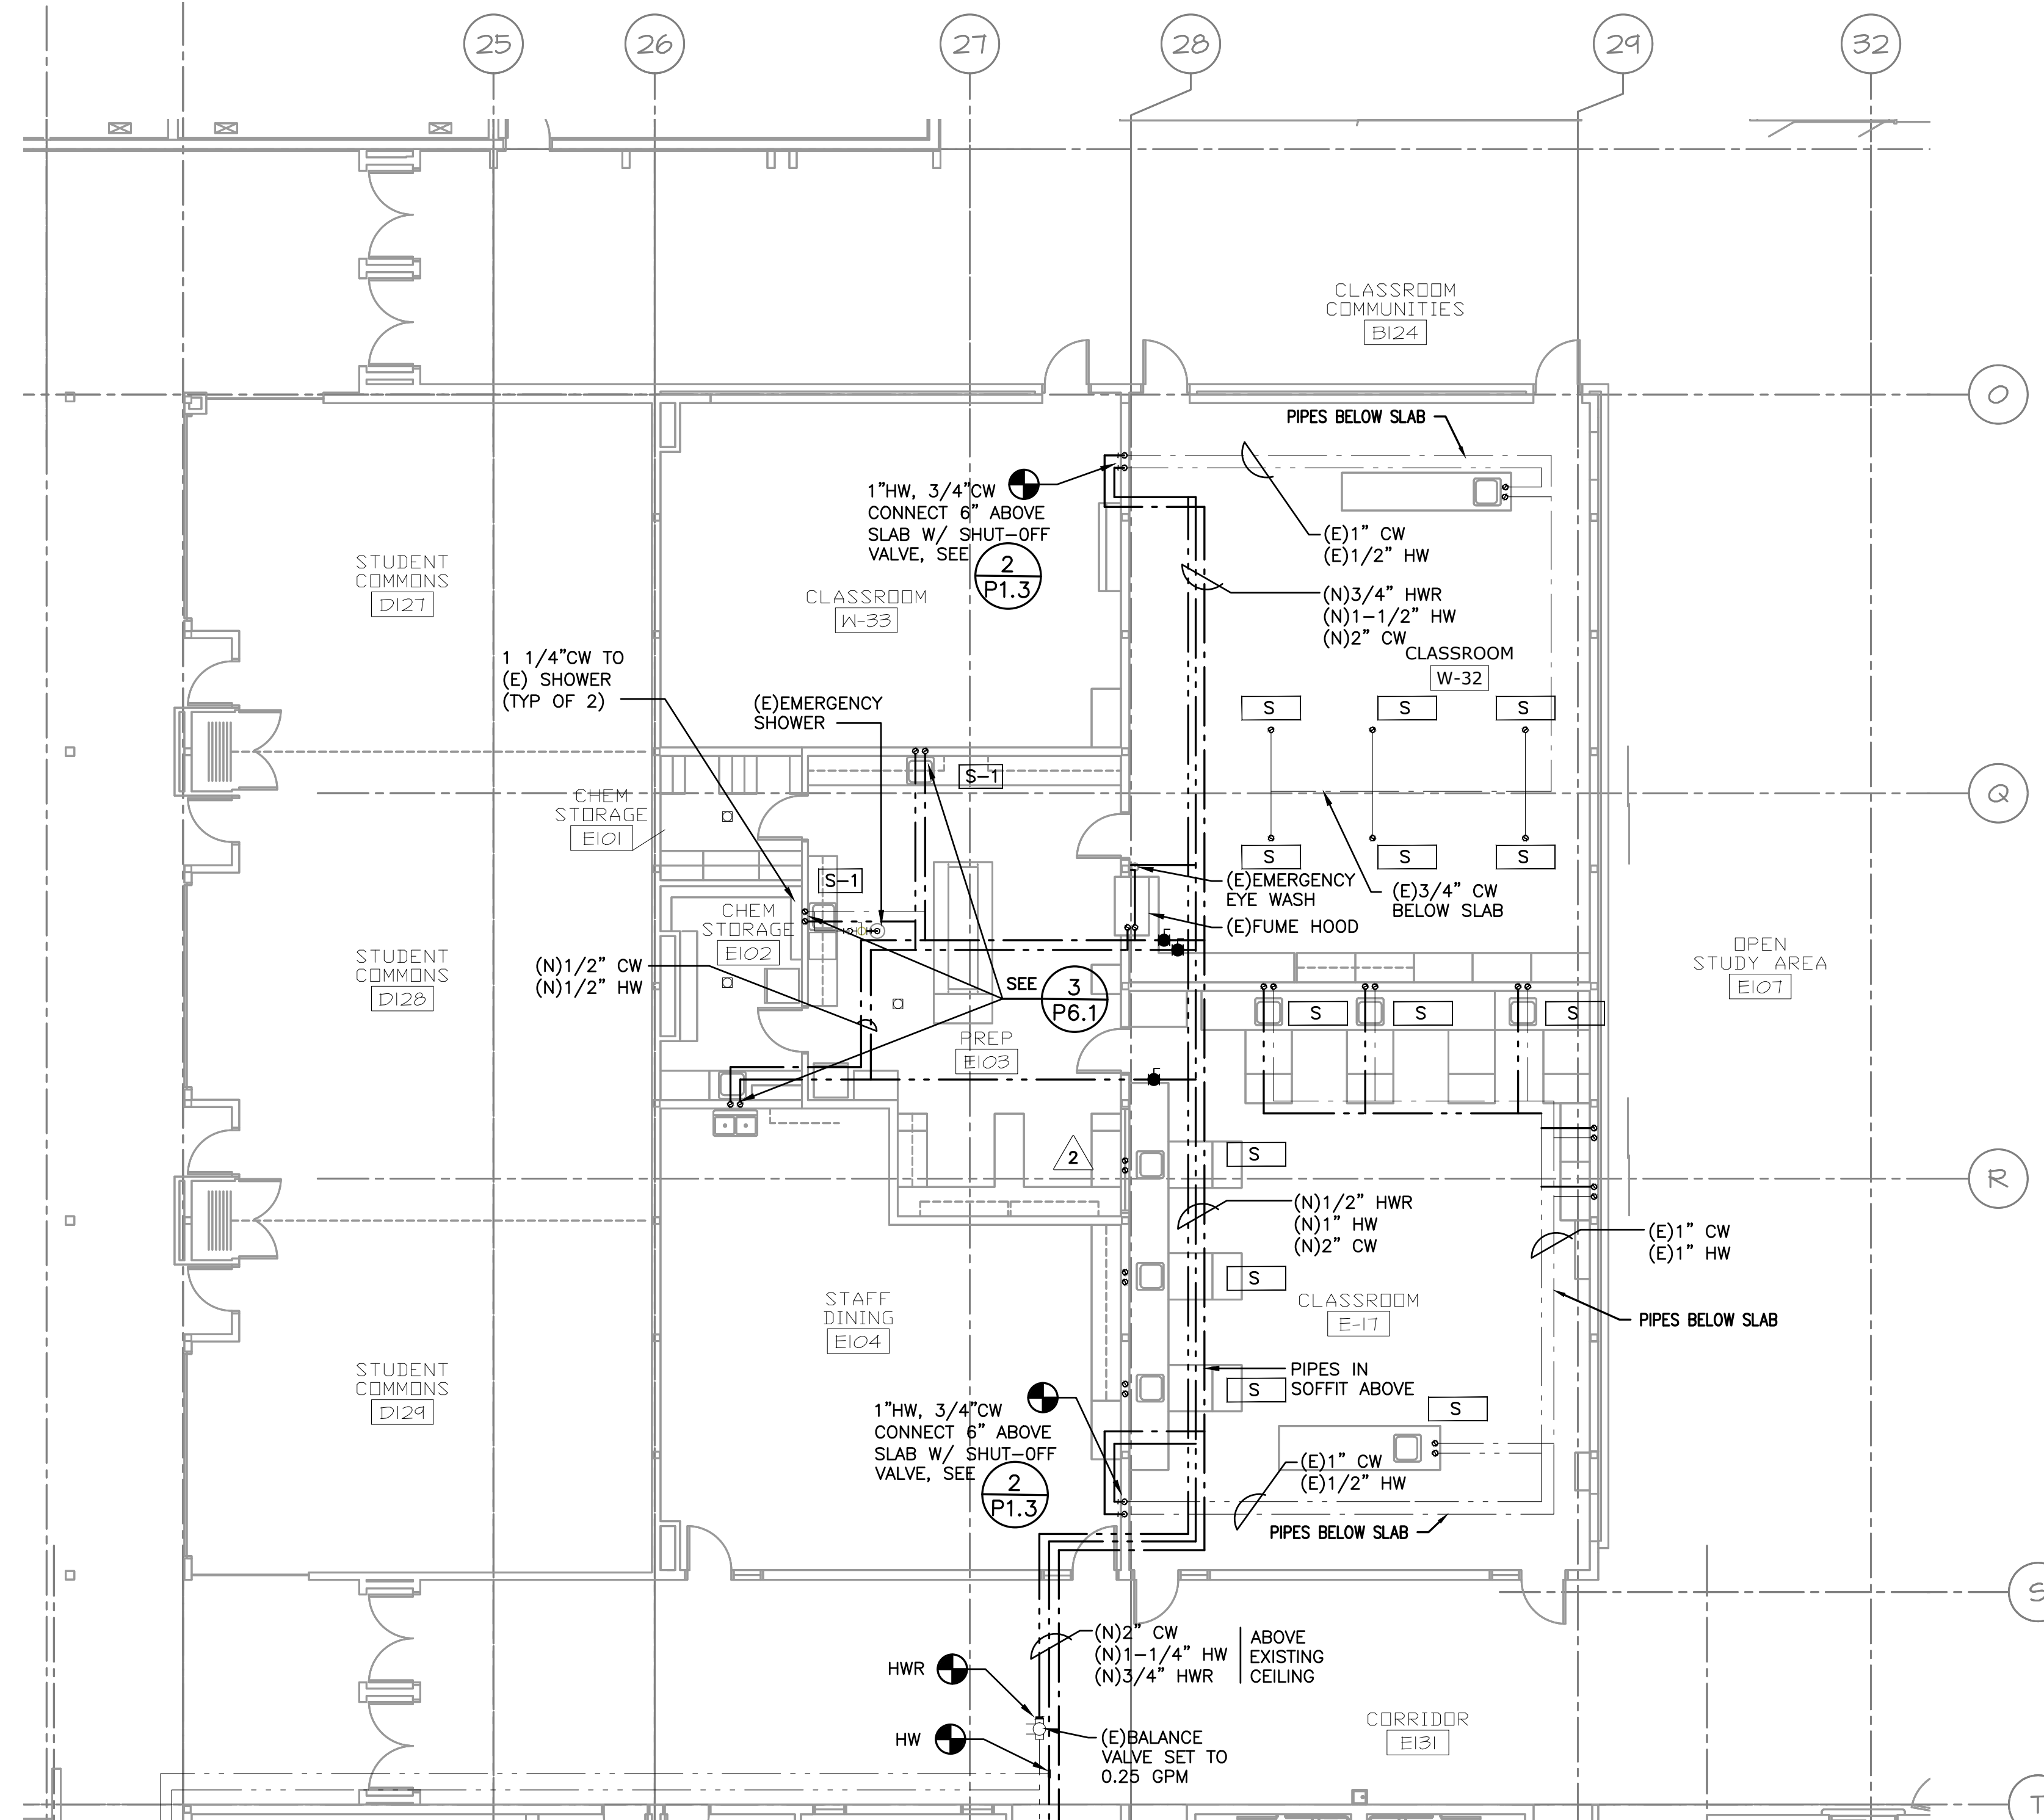 25
26
27
28
29
32
CLASSROOM
COMMUNITIES
B124
O
PIPES BELOW SLAB
1"HW, 3/4"CW
CONNECT 6" ABOVE
SLAB W/ SHUT-OFF
VALVE, SEE
2
P1.3
(E)1" CW
(E)1/2" HW
STUDENT
COMMONS
D127
CLASSROOM
W-33
(N)3/4" HWR
(N)1-1/2" HW
(N)2" CW
CLASSROOM
W-32
1 1/4"CW TO
(E) SHOWER
(TYP OF 2)
(E)EMERGENCY
SHOWER
S
S
S
S-1
CHEM
STORAGE
E101
Q
S
S
S
S-1
(E)EMERGENCY
EYE WASH
(E)3/4" CW
BELOW SLAB
(E)FUME HOOD
CHEM
STORAGE
E102
STUDENT
COMMONS
D128
(N)1/2" CW
(N)1/2" HW
SEE
3
P6.1
OPEN
STUDY AREA
E107
S
S
S
PREP
E103
2
S
R
(N)1/2" HWR
(N)1" HW
(N)2" CW
(E)1" CW
(E)1" HW
S
STAFF
DINING
E104
CLASSROOM
E-17
PIPES BELOW SLAB
STUDENT
COMMONS
D129
PIPES IN
SOFFIT ABOVE
S
S
1"HW, 3/4"CW
CONNECT 6" ABOVE
SLAB W/ SHUT-OFF
VALVE, SEE
2
P1.3
(E)1" CW
(E)1/2" HW
PIPES BELOW SLAB
S
(N)2" CW
(N)1-1/4" HW
(N)3/4" HWR
ABOVE
EXISTING
CEILING
HWR
HW
(E)BALANCE
VALVE SET TO
0.25 GPM
CORRIDOR
E131